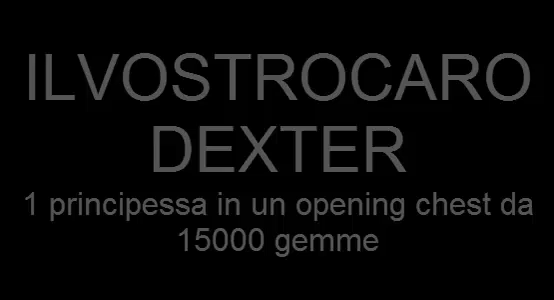 ILVOSTROCARO
DEXTER
1 principessa in un opening chest da
15000 gemme